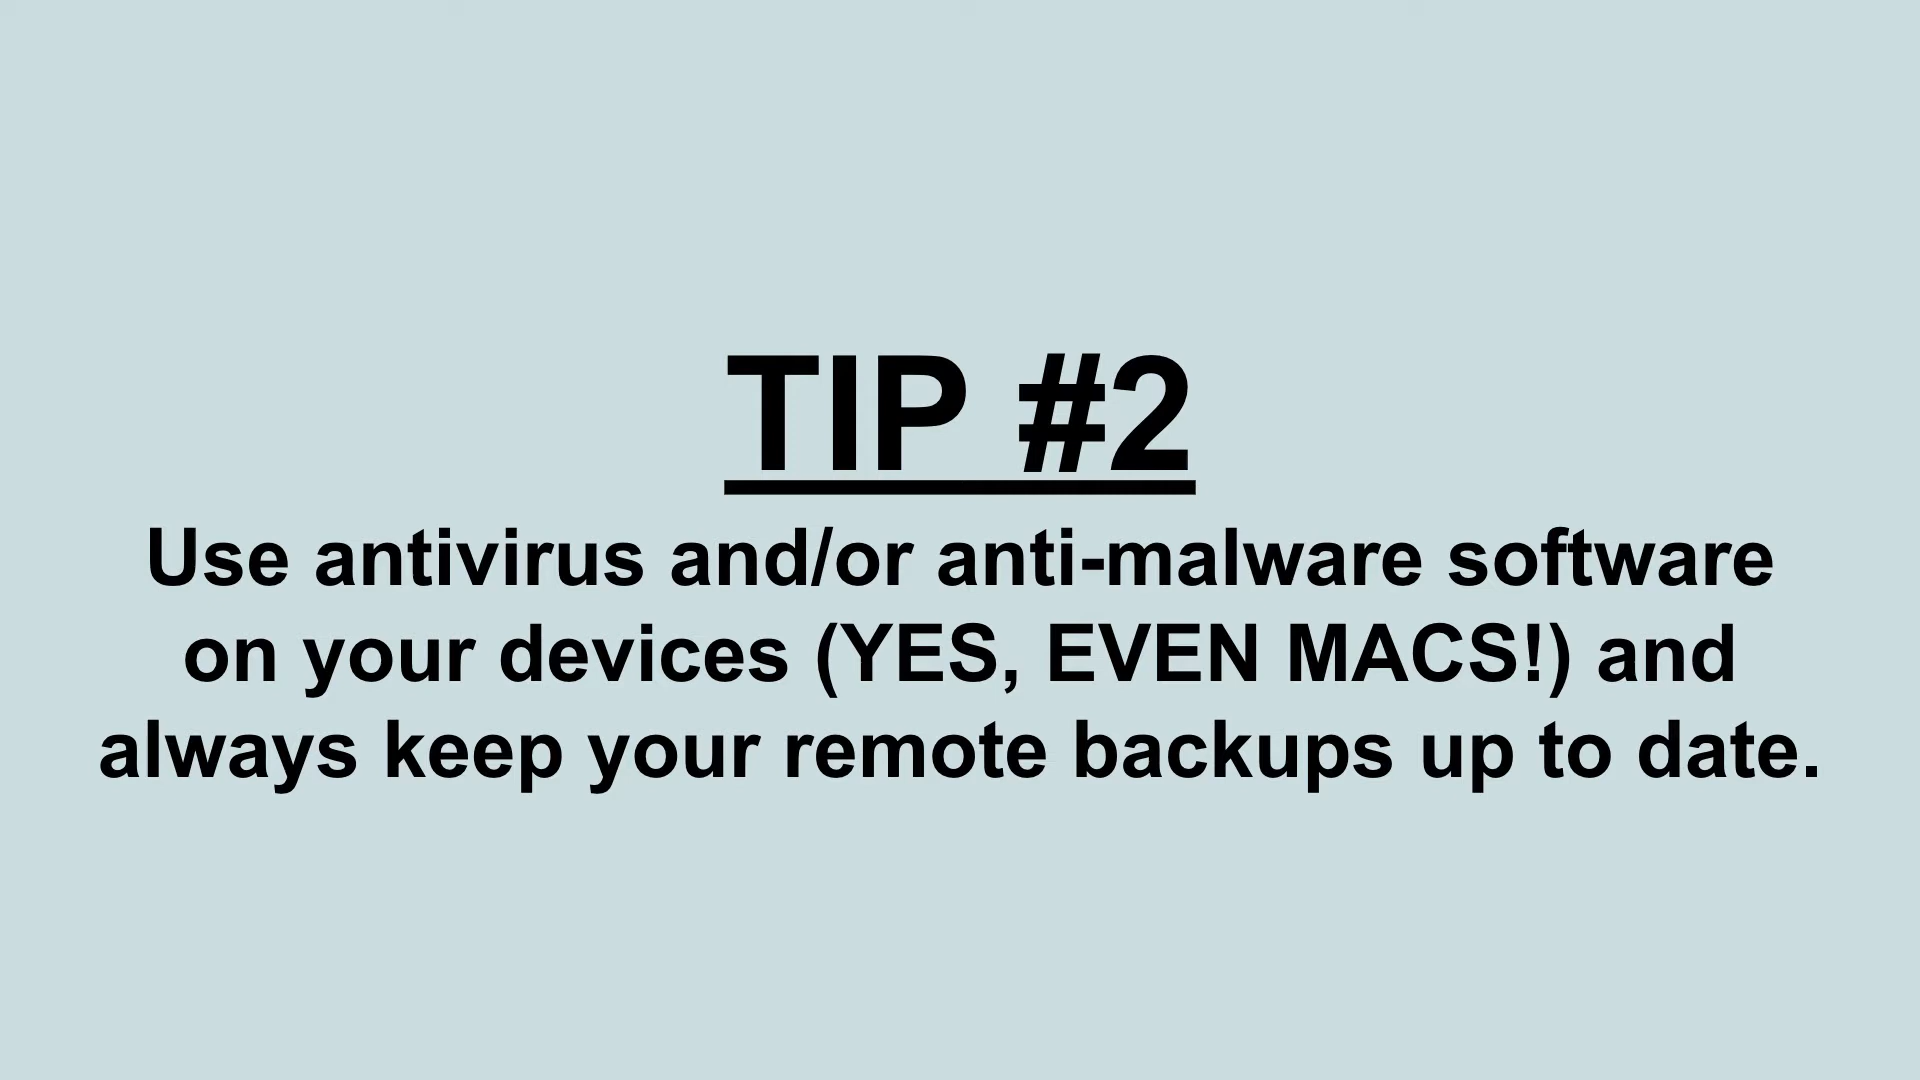 TIP #2
Use antivirus and/or anti-malware software
on your devices (YES, EVEN MACS!) and
always keep your remote backups up to date.